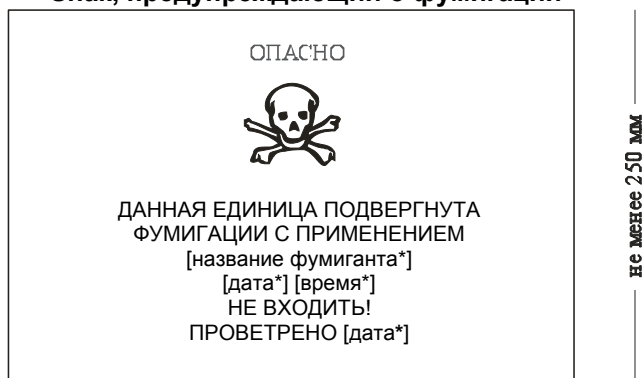 Знак, предупреждающий о фумигации
ОПАСНО
ДАННАЯ ЕДИНИЦА ПОДВЕРГНУТА
ФУМИГАЦИИ С ПРИМЕНЕНИЕМ
[название фумиганта*]
[дата*] [время*]
НЕ ВХОДИТЬ!
ПРОВЕТРЕНО [дата*]
не менее 250 мм